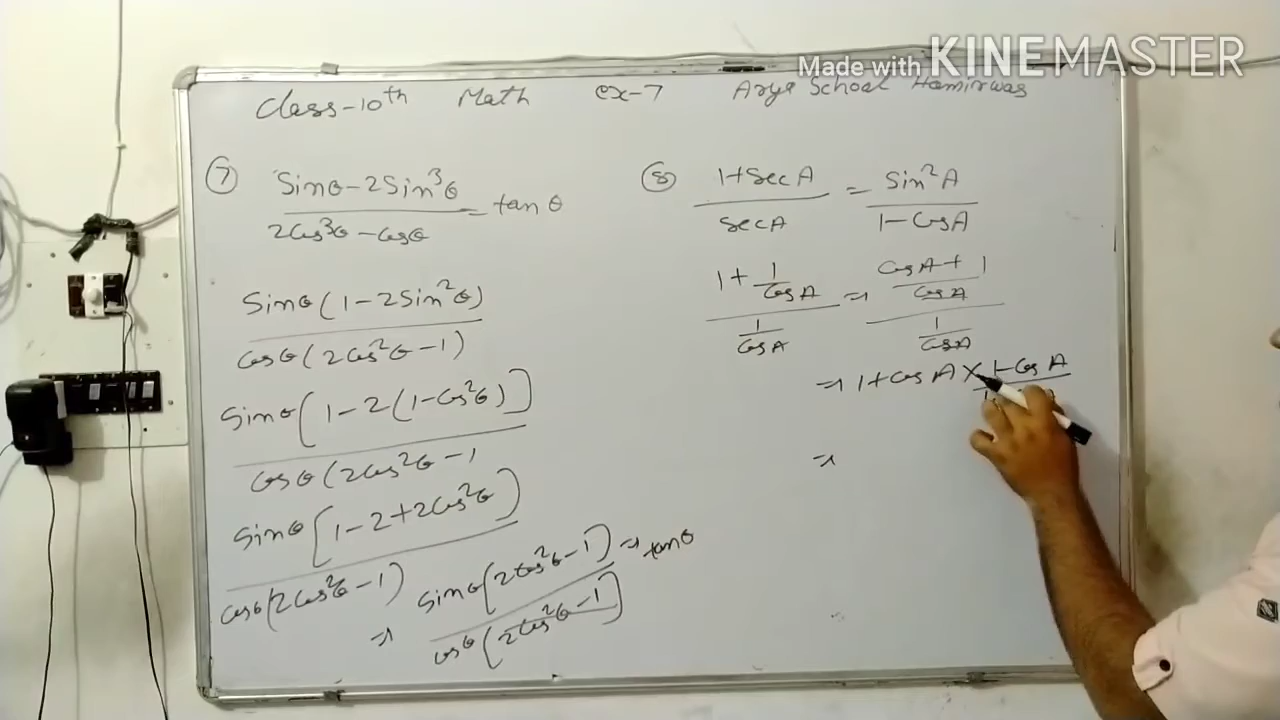 Made with KINEMASTER
Class-10th Math ex-7 Arya School Hamirwas
7
Sinθ-2Sin³θ
2Cos³θ-Cosθ
= tanθ
Sinθ(1-2Sin²θ)
Cosθ(2Cos²θ-1)
Sinθ[1-2(1-Cos²θ)]
Cosθ(2Cos²θ-1
Sinθ[1-2+2Cos²θ]
Cosθ(2Cos²θ-1)
⇒ Sinθ[2Cos²θ-1] ⇒ tanθ
Cosθ[2Cos²θ-1]
8
1+SecA = Sin²A
SecA 1-CosA
1+ 1 ⇒ CosA+1
CosA CosA
1 1
CosA CosA
⇒ 1+CosA × 1-CosA
⇒